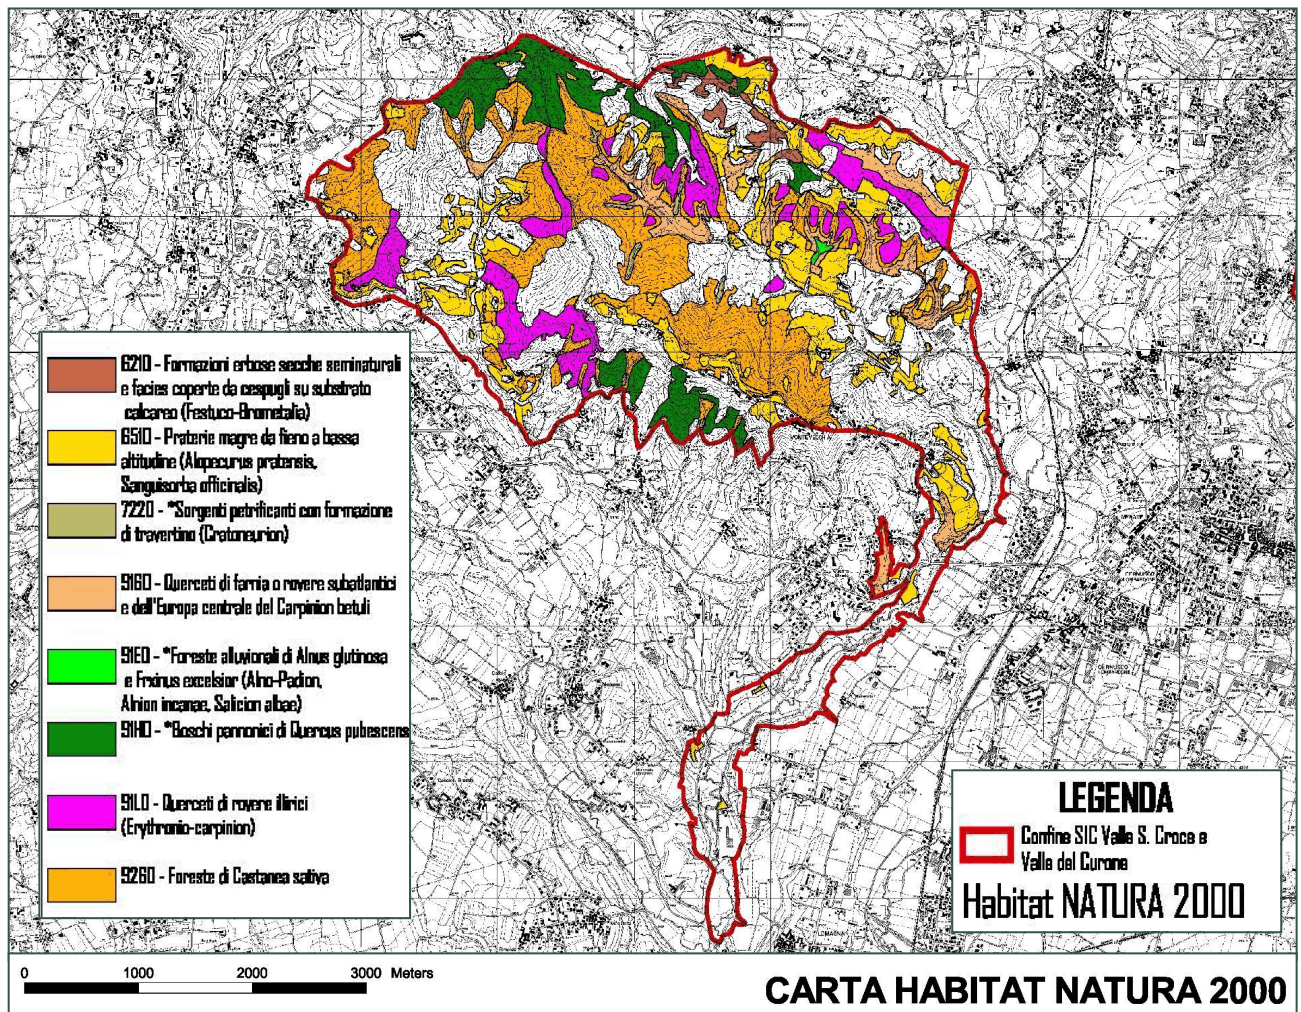 6210 - Formazioni erbose secche seminaturali
e facies coperte da cespugli su substrato
calcareo (Festuco-Brometalia)
6510 - Praterie magre da fieno a bassa
altitudine (Alopecurus pratensis,
Sanguisorba officinalis)
7220 - *Sorgenti petrificanti con formazione
di travertino (Cratoneurion)
9160 - Querceti di farnia o rovere subatlantici
e dell'Europa centrale del Carpinion betuli
91E0 - *Foreste alluvionali di Alnus glutinosa
e Frxinus excelsior (Alno-Padion,
Alnion incanae, Salicion albae)
91H0 - *Boschi pannonici di Quercus pubescens
91L0 - Querceti di rovere illirici
(Erythronio-carpinion)
9260 - Foreste di Castanea sativa
LEGENDA
Confine SIC Valle S. Croce e
Valle del Curone
Habitat NATURA 2000
0 1000 2000 3000 Meters
CARTA HABITAT NATURA 2000